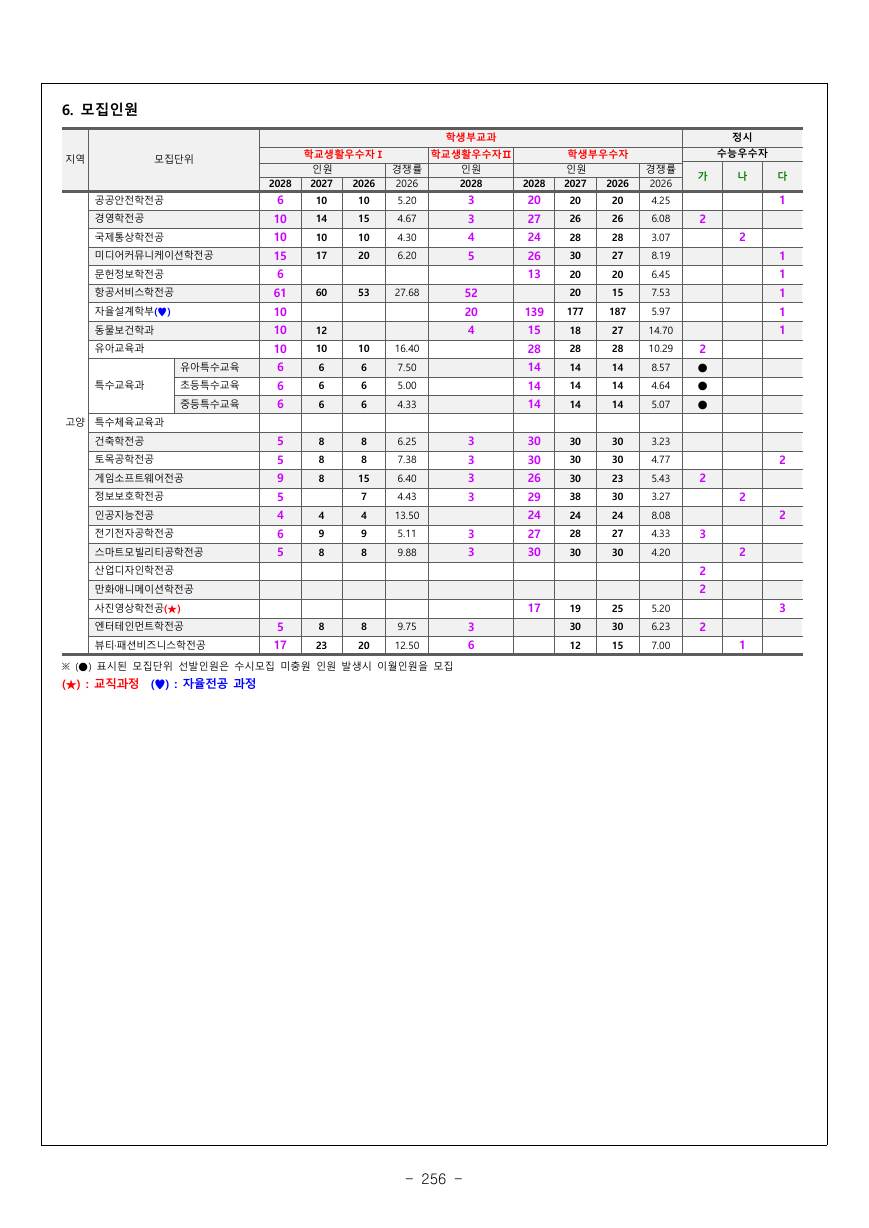 6. 모집인원
지역 모집단위 학생부교과 정시
학교생활우수자Ⅰ 학교생활우수자Ⅱ 학생부우수자 수능우수자
인원 경쟁률 인원 인원 경쟁률 가 나 다
2028 2027 2026 2026 2028 2028 2027 2026 2026
고양
공공안전학전공 6 10 10 5.20 3 20 20 20 4.25 1
경영학전공 10 14 15 4.67 3 27 26 26 6.08 2
국제통상학전공 10 10 10 4.30 4 24 28 28 3.07 2
미디어커뮤니케이션학전공 15 17 20 6.20 5 26 30 27 8.19 1
문헌정보학전공 6 13 20 20 6.45 1
항공서비스학전공 61 60 53 27.68 52 20 15 7.53 1
자율설계학부(♥) 10 20 139 177 187 5.97 1
동물보건학과 10 12 4 15 18 27 14.70 1
유아교육과 10 10 10 16.40 28 28 28 10.29 2
특수교육과 유아특수교육 6 6 6 7.50 14 14 14 8.57 ●
초등특수교육 6 6 6 5.00 14 14 14 4.64 ●
중등특수교육 6 6 6 4.33 14 14 14 5.07 ●
특수체육교육과
건축학전공 5 8 8 6.25 3 30 30 30 3.23
토목공학전공 5 8 8 7.38 3 30 30 30 4.77 2
게임소프트웨어전공 9 8 15 6.40 3 26 30 23 5.43 2
정보보호학전공 5 7 4.43 3 29 38 30 3.27 2
인공지능전공 4 4 4 13.50 24 24 24 8.08 2
전기전자공학전공 6 9 9 5.11 3 27 28 27 4.33 3
스마트모빌리티공학전공 5 8 8 9.88 3 30 30 30 4.20 2
산업디자인학전공 2
만화애니메이션학전공 2
사진영상학전공(★) 17 19 25 5.20 3
엔터테인먼트학전공 5 8 8 9.75 3 30 30 6.23 2
뷰티·패션비즈니스학전공 17 23 20 12.50 6 12 15 7.00 1
※ (●) 표시된 모집단위 선발인원은 수시모집 미충원 인원 발생시 이월인원을 모집
(★) : 교직과정 (♥) : 자율전공 과정
- 256 -